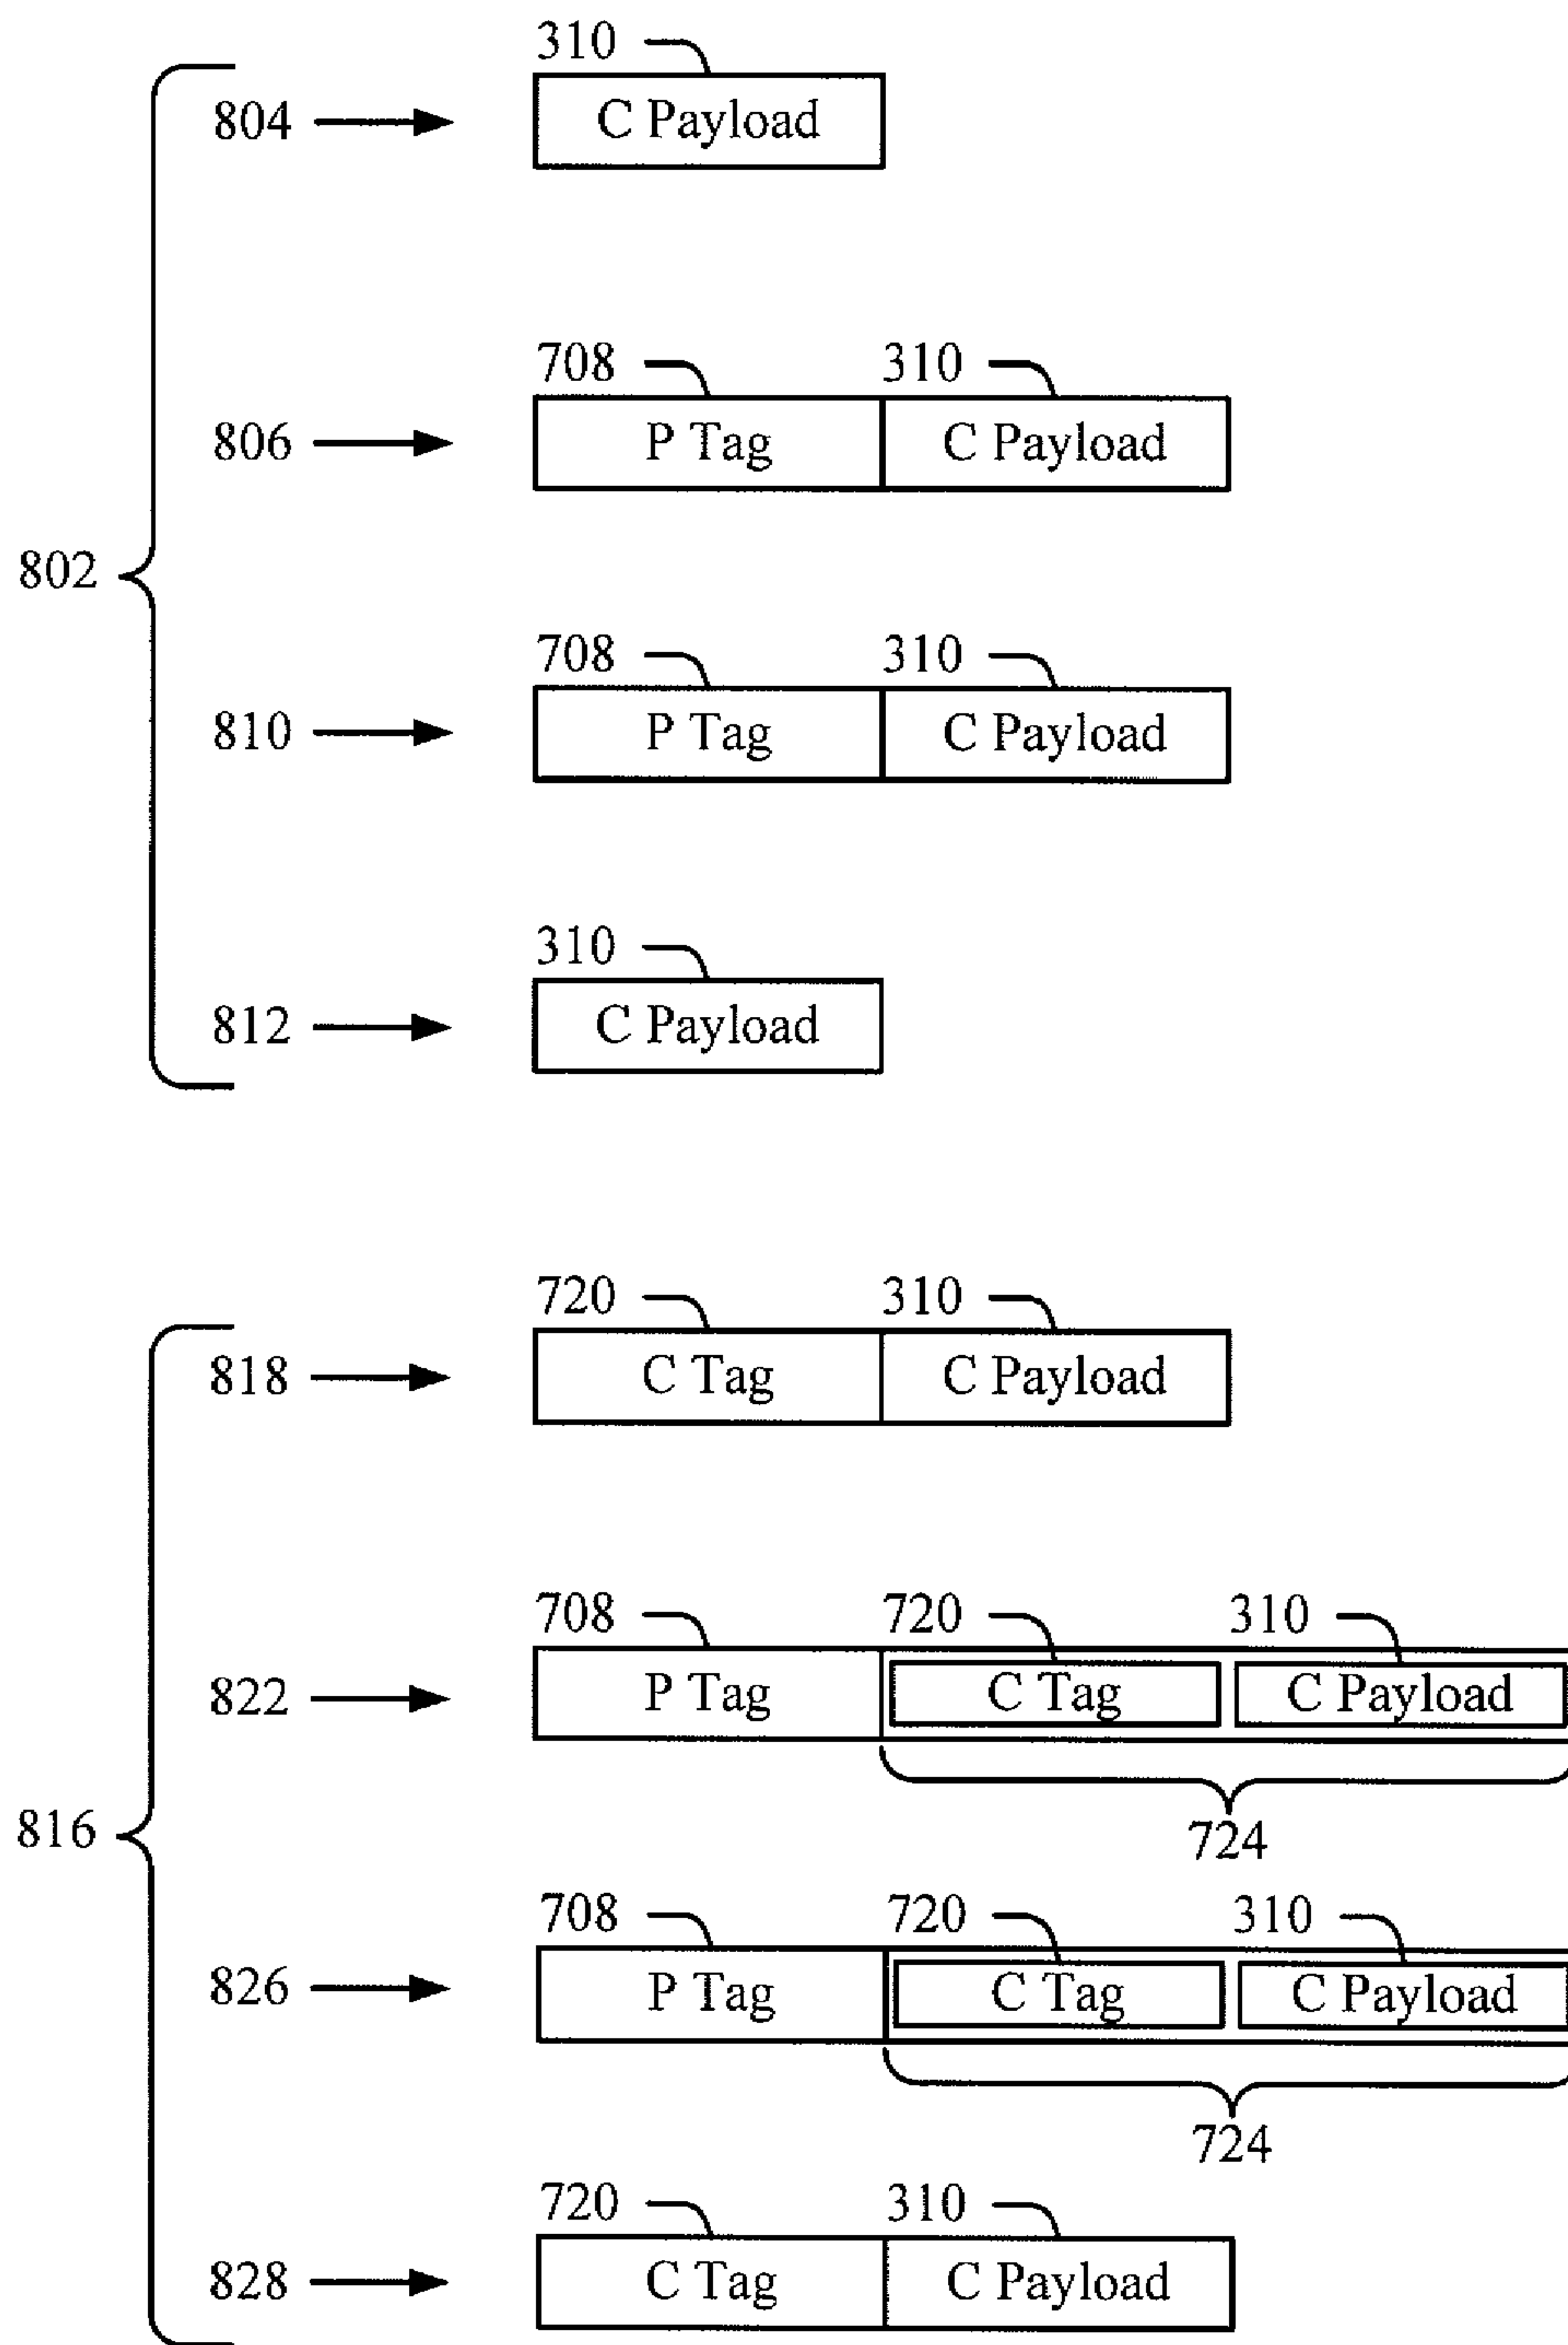 310
804 C Payload
708 310
806 P Tag C Payload
802
708 310
810 P Tag C Payload
310
812 C Payload
720 310
818 C Tag C Payload
708 720 310
822 P Tag C Tag C Payload
816
724
708 720 310
826 P Tag C Tag C Payload
724
720 310
828 C Tag C Payload